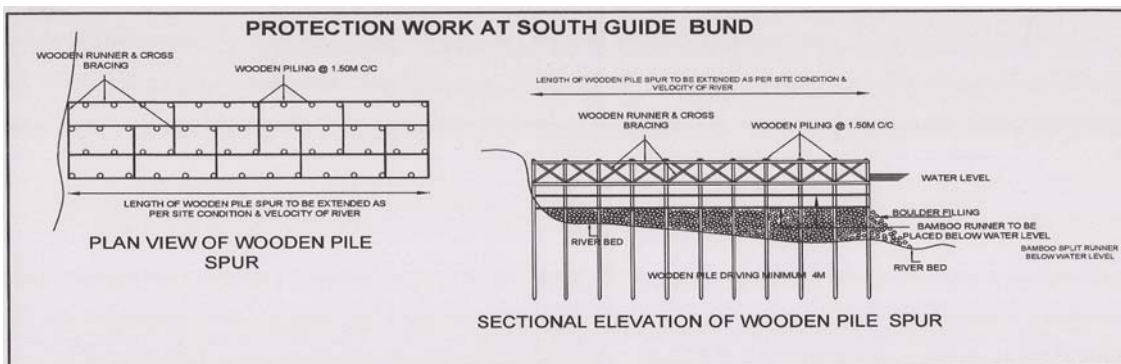 PROTECTION WORK AT SOUTH GUIDE BUND
WOODEN RUNNER & CROSS
BRACING
WOODEN PILING @ 1.50M C/C
LENGTH OF WOODEN PILE SPUR TO BE EXTENDED AS
PER SITE CONDITION & VELOCITY OF RIVER
PLAN VIEW OF WOODEN PILE
SPUR
LENGTH OF WOODEN PILE SPUR TO BE EXTENDED AS PER SITE CONDITION &
VELOCITY OF RIVER
WOODEN RUNNER & CROSS
BRACING
WOODEN PILING @ 1.50M C/C
WATER LEVEL
BOULDER FILLING
BAMBOO RUNNER TO BE
PLACED BELOW WATER LEVEL
BAMBOO SPLIT RUNNER
BELOW WATER LEVEL
RIVER BED
RIVER BED
WOODEN PILE DRIVING MINIMUM 4M
SECTIONAL ELEVATION OF WOODEN PILE SPUR